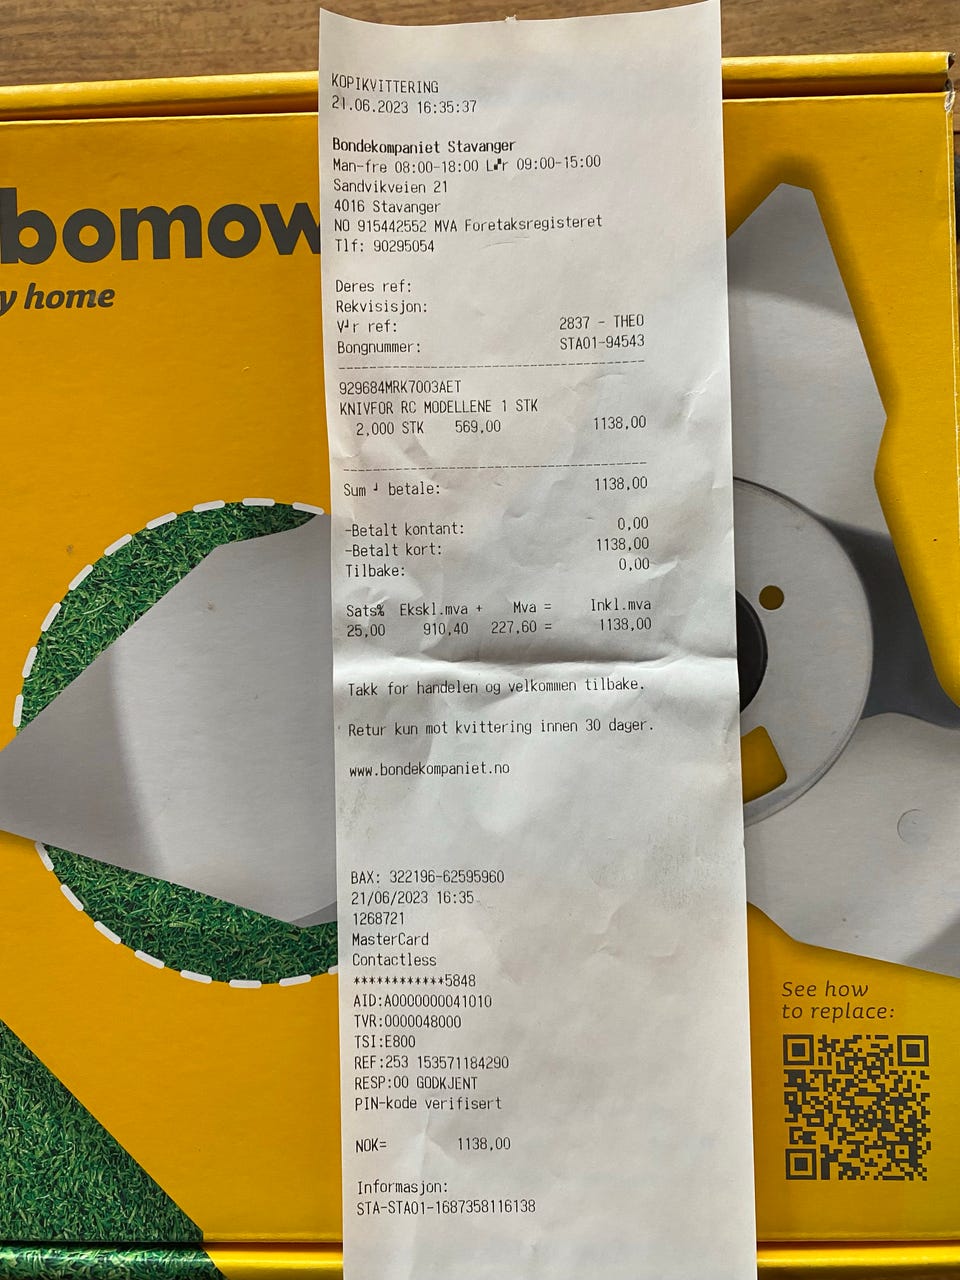 KOPIKVITTERING
21.06.2023 16:35:37
Bondekompaniet Stavanger
Man-fre 08:00-18:00 L▞r 09:00-15:00
Sandvikveien 21
4016 Stavanger
NO 915442552 MVA Foretaksregisteret
Tlf: 90295054
Deres ref:
Rekvisisjon:
V┘r ref: 2837 - THEO
Bongnummer: STA01-94543
929684MRK7003AET
KNIVFOR RC MODELLENE 1 STK
2,000 STK 569,00 1138,00
Sum ┘ betale: 1138,00
-Betalt kontant: 0,00
-Betalt kort: 1138,00
Tilbake: 0,00
Sats% Ekskl.mva + Mva = Inkl.mva
25,00 910,40 227,60 = 1138,00
Takk for handelen og velkommen tilbake.
Retur kun mot kvittering innen 30 dager.
www.bondekompaniet.no
BAX: 322196-62595960
21/06/2023 16:35
1268721
MasterCard
Contactless
************5848
AID:A0000000041010
TVR:0000048000
TSI:E800
REF:253 153571184290
RESP:00 GODKJENT
PIN-kode verifisert
NOK= 1138,00
Informasjon:
STA-STA01-1687358116138
bomow
y home
See how
to replace: